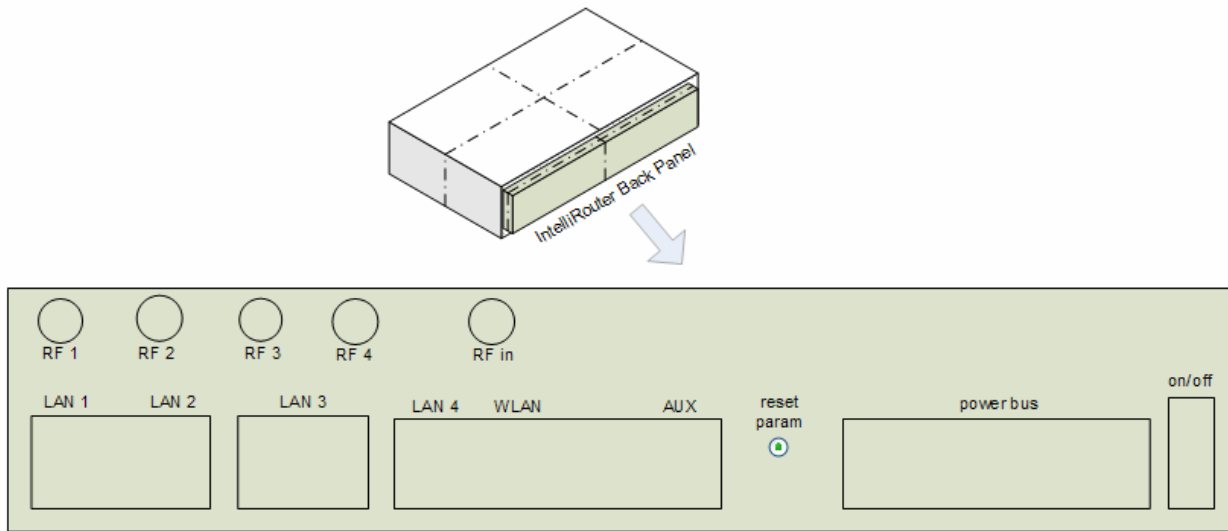 IntelliRouter Back Panel
RF 1 RF 2 RF 3 RF 4 RF in
on/off
LAN 1 LAN 2 LAN 3 LAN 4 WLAN AUX reset power bus
param